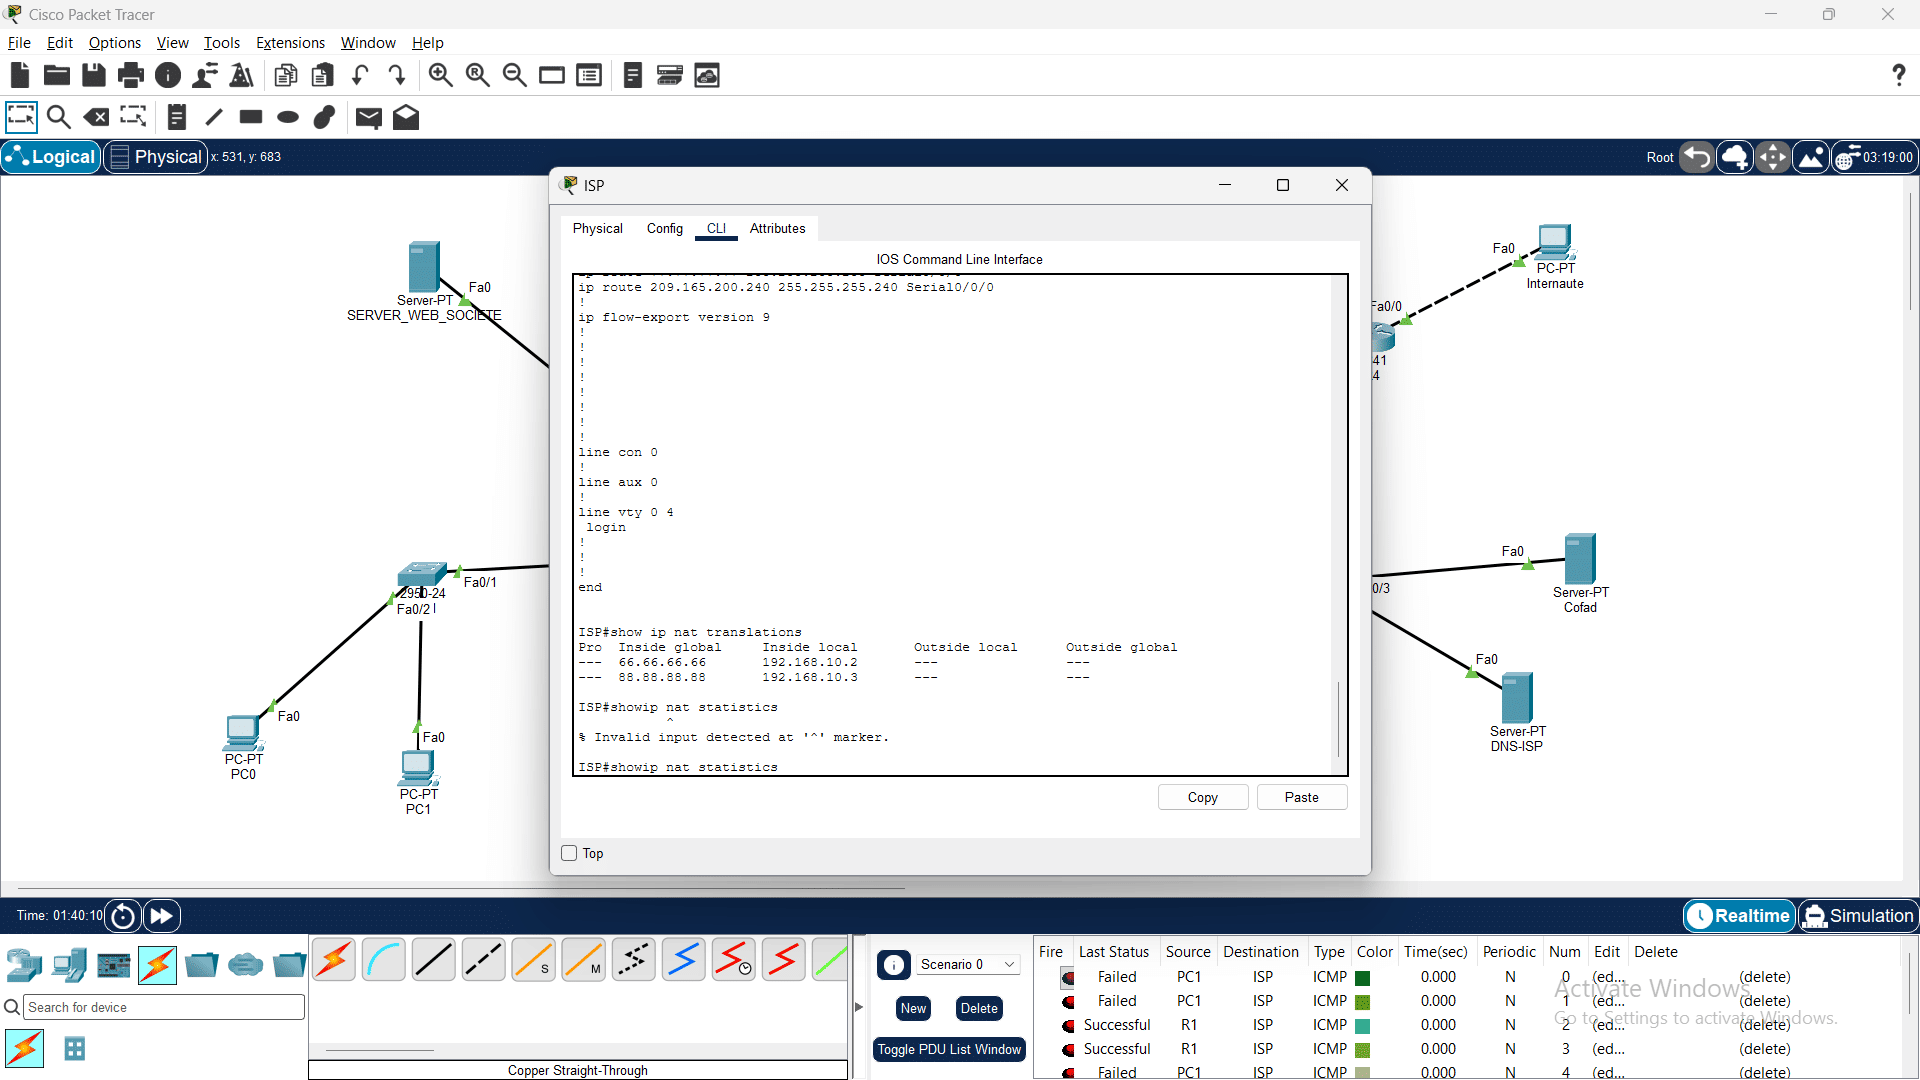 Cisco Packet Tracer
File Edit Options View Tools Extensions Window Help
Logical Physical x: 531, y: 683 Root 03:19:00
ISP
Physical Config CLI Attributes
IOS Command Line Interface
ip route 209.165.200.240 255.255.255.240 Serial0/0/0
!
ip flow-export version 9
!
!
!
!
!
!
!
!
line con 0
!
line aux 0
!
line vty 0 4
login
!
!
!
end
ISP#show ip nat translations
Pro Inside global Inside local Outside local Outside global
--- 66.66.66.66 192.168.10.2 --- ---
--- 88.88.88.88 192.168.10.3 --- ---
ISP#showip nat statistics
^
% Invalid input detected at '^' marker.
ISP#showip nat statistics
Copy Paste
Top
Fa0
Server-PT
SERVER_WEB_SOCIETE
Fa0/1
2950-24
Fa0/2
Fa0
PC-PT
PC0
Fa0
PC-PT
PC1
Fa0
PC-PT
Internaute
Fa0/0
41
4
Fa0
0/3
Server-PT
Cofad
Fa0
Server-PT
DNS-ISP
Time: 01:40:10 Realtime Simulation
Search for device
S M
Copper Straight-Through
Scenario 0
New Delete
Toggle PDU List Window
Fire Last Status Source Destination Type Color Time(sec) Periodic Num Edit Delete
Failed PC1 ISP ICMP 0.000 N 0 (ed... (delete)
Failed PC1 ISP ICMP 0.000 N 1 (ed... (delete)
Successful R1 ISP ICMP 0.000 N 2 (ed... (delete)
Successful R1 ISP ICMP 0.000 N 3 (ed... (delete)
Failed PC1 ISP ICMP 0.000 N 4 (ed... (delete)
Activate Windows
Go to Settings to activate Windows.